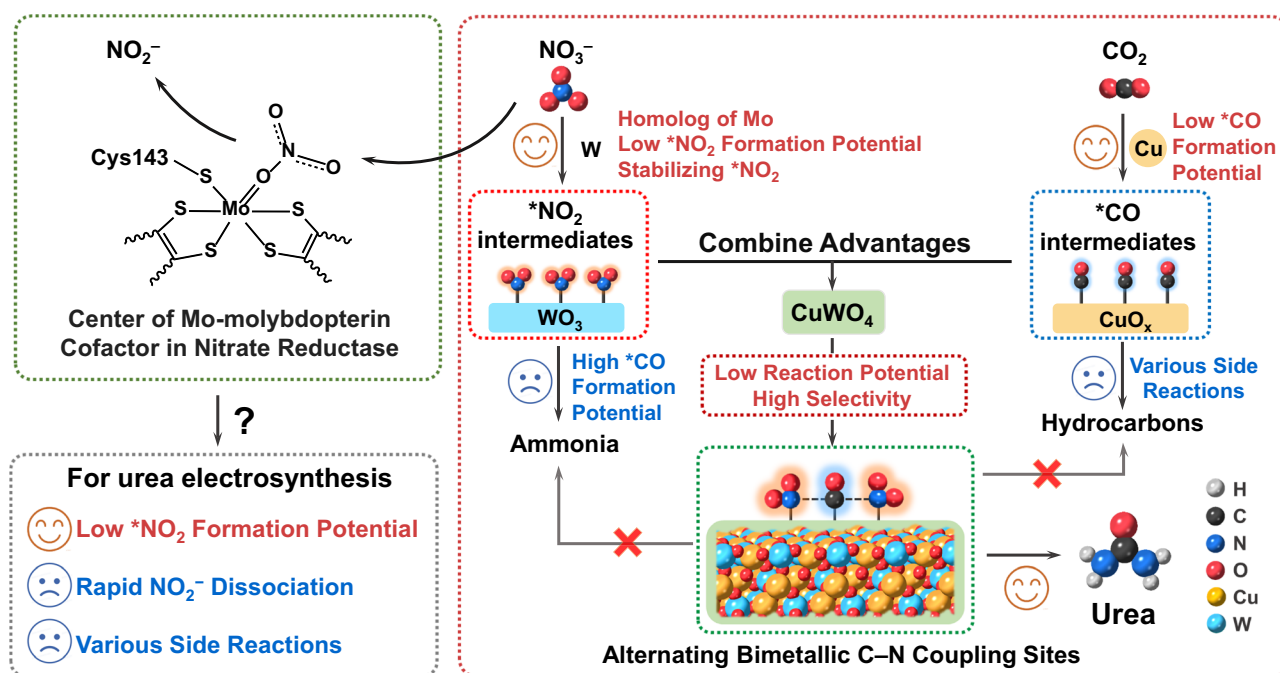 NO₂⁻
O
N
O
O
Cys143
S
Mo
S
S
S
S
Center of Mo-molybdopterin
Cofactor in Nitrate Reductase
?
For urea electrosynthesis
Low *NO₂ Formation Potential
Rapid NO₂⁻ Dissociation
Various Side Reactions
NO₃⁻
W
Homolog of Mo
Low *NO₂ Formation Potential
Stabilizing *NO₂
*NO₂
intermediates
WO₃
High *CO
Formation
Potential
Ammonia
Combine Advantages
CuWO₄
Low Reaction Potential
High Selectivity
CO₂
Cu
Low *CO
Formation
Potential
*CO
intermediates
CuOₓ
Various Side
Reactions
Hydrocarbons
Urea
H
C
N
O
Cu
W
Alternating Bimetallic C–N Coupling Sites